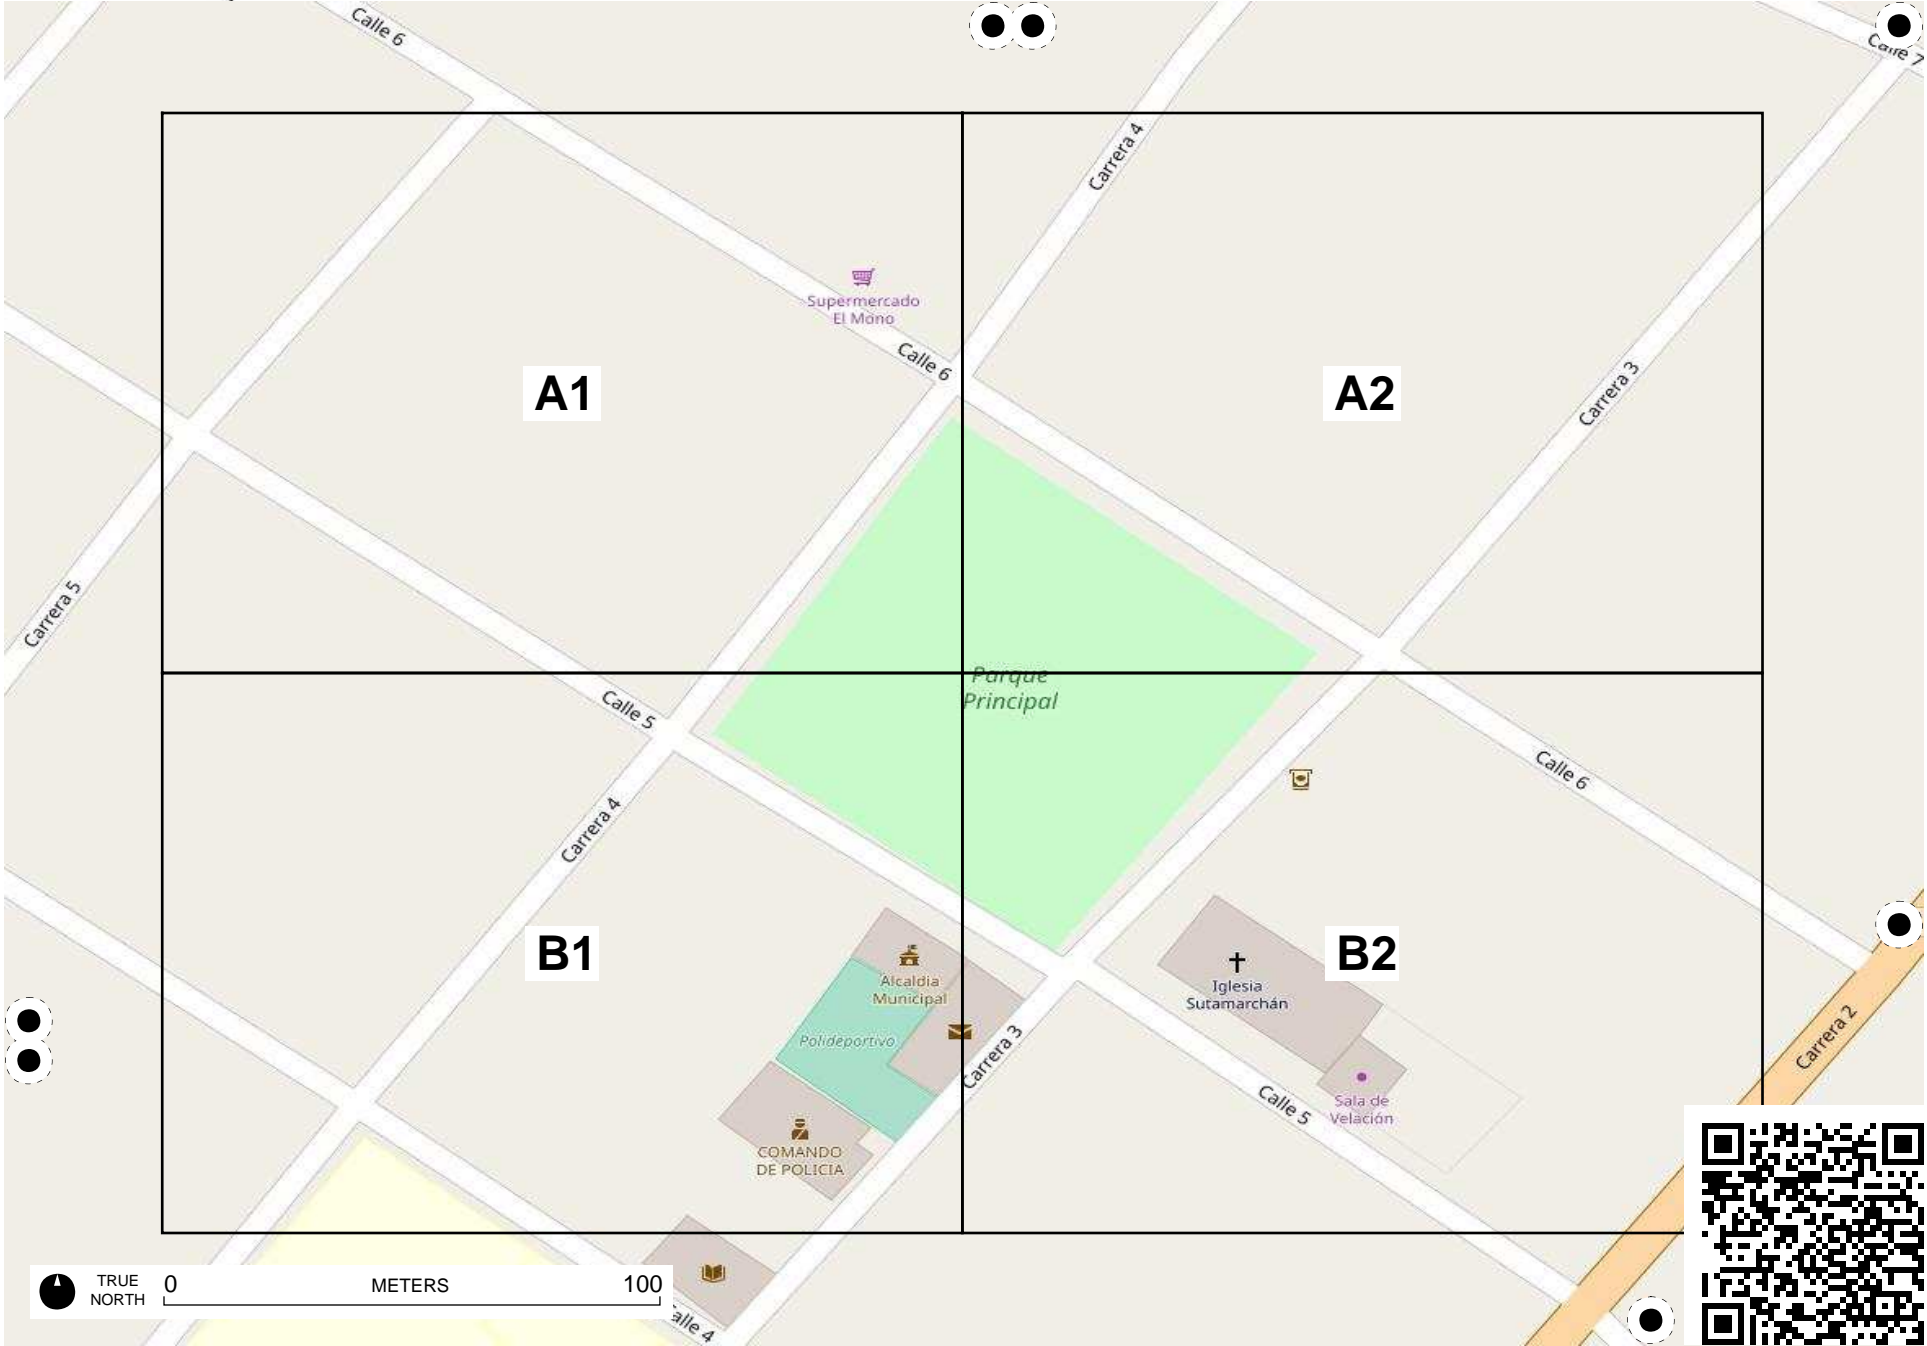 Calle 6
Calle 7
Carrera 4
Supermercado
El Mono
Calle 6
A1
A2
Carrera 3
Carrera 5
Parque
Principal
Calle 5
Calle 6
Carrera 4
B1
B2
Alcaldia
Municipal
Iglesia
Sutamarchán
Polideportivo
Carrera 3
Carrera 2
Calle 5
Sala de
Velación
COMANDO
DE POLICIA
TRUE
NORTH
0
METERS
100
Calle 4